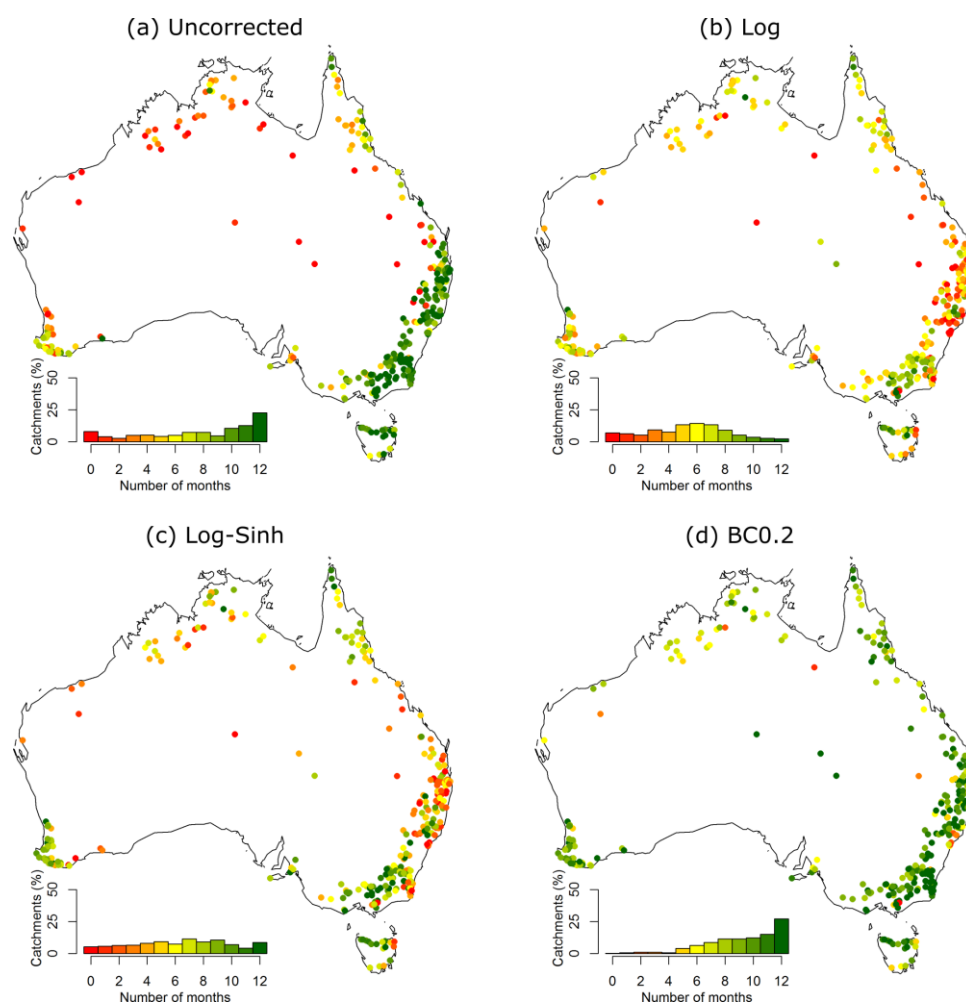 (a) Uncorrected
(b) Log
Catchments (%)
50
25
0
0 2 4 6 8 10 12
Number of months
Catchments (%)
50
25
0
0 2 4 6 8 10 12
Number of months
(c) Log-Sinh
(d) BC0.2
Catchments (%)
50
25
0
0 2 4 6 8 10 12
Number of months
Catchments (%)
50
25
0
0 2 4 6 8 10 12
Number of months